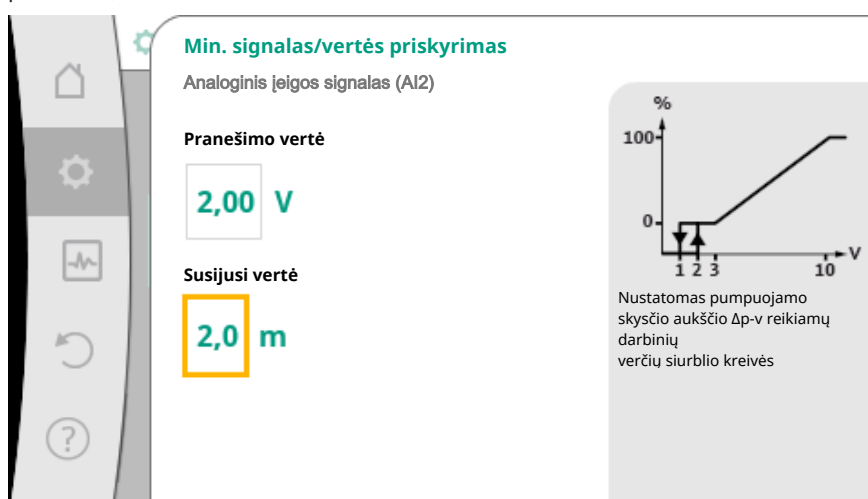 Min. signalas/vertės priskyrimas
Analoginis įeigos signalas (AI2)
Pranešimo vertė
2,00 V
Susijusi vertė
2,0 m
%
100
0
1 2 3 10 V
Nustatomas pumpuojamo
skysčio aukščio Δp-v reikiamų
darbinių
verčių siurblio kreivės
?